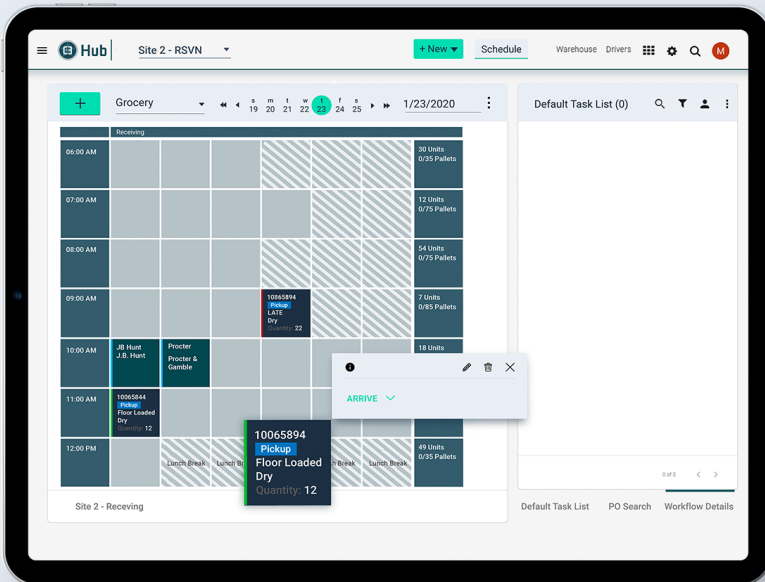 Hub
Site 2 - RSVN
+ New
Schedule
Warehouse
Drivers
M
+
Grocery
s m t w t f s
19 20 21 22 23 24 25
1/23/2020
Default Task List (0)
Receiving
06:00 AM
30 Units
0/35 Pallets
07:00 AM
12 Units
0/75 Pallets
08:00 AM
54 Units
0/75 Pallets
09:00 AM
10865894
Pickup
LATE
Dry
Quantity: 22
7 Units
0/85 Pallets
10:00 AM
JB Hunt
J.B. Hunt
Procter
Procter &
Gamble
18 Units
ARRIVE
11:00 AM
10065844
Pickup
Floor Loaded
Dry
Quantity: 12
10065894
Pickup
Floor Loaded
Dry
Quantity: 12
12:00 PM
Lunch Break
Lunch Br
h Break
Lunch Break
49 Units
0/35 Pallets
0 of 0
Site 2 - Receving
Default Task List
PO Search
Workflow Details